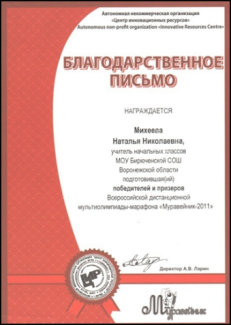 Автономная некоммерческая организация
«Центр инновационных ресурсов»
Autonomous non-profit organization «Innovative Resources Centre»
БЛАГОДАРСТВЕННОЕ
ПИСЬМО
НАГРАЖДАЕТСЯ
Михеева
Наталья Николаевна,
учитель начальных классов
МОУ Бирюченской СОШ
Воронежской области
подготовившая(ий)
победителей и призеров
Всероссийской дистанционной
мультиолимпиады-марафона «Муравейник-2011»
Директор А.В. Ларин
Муравейник